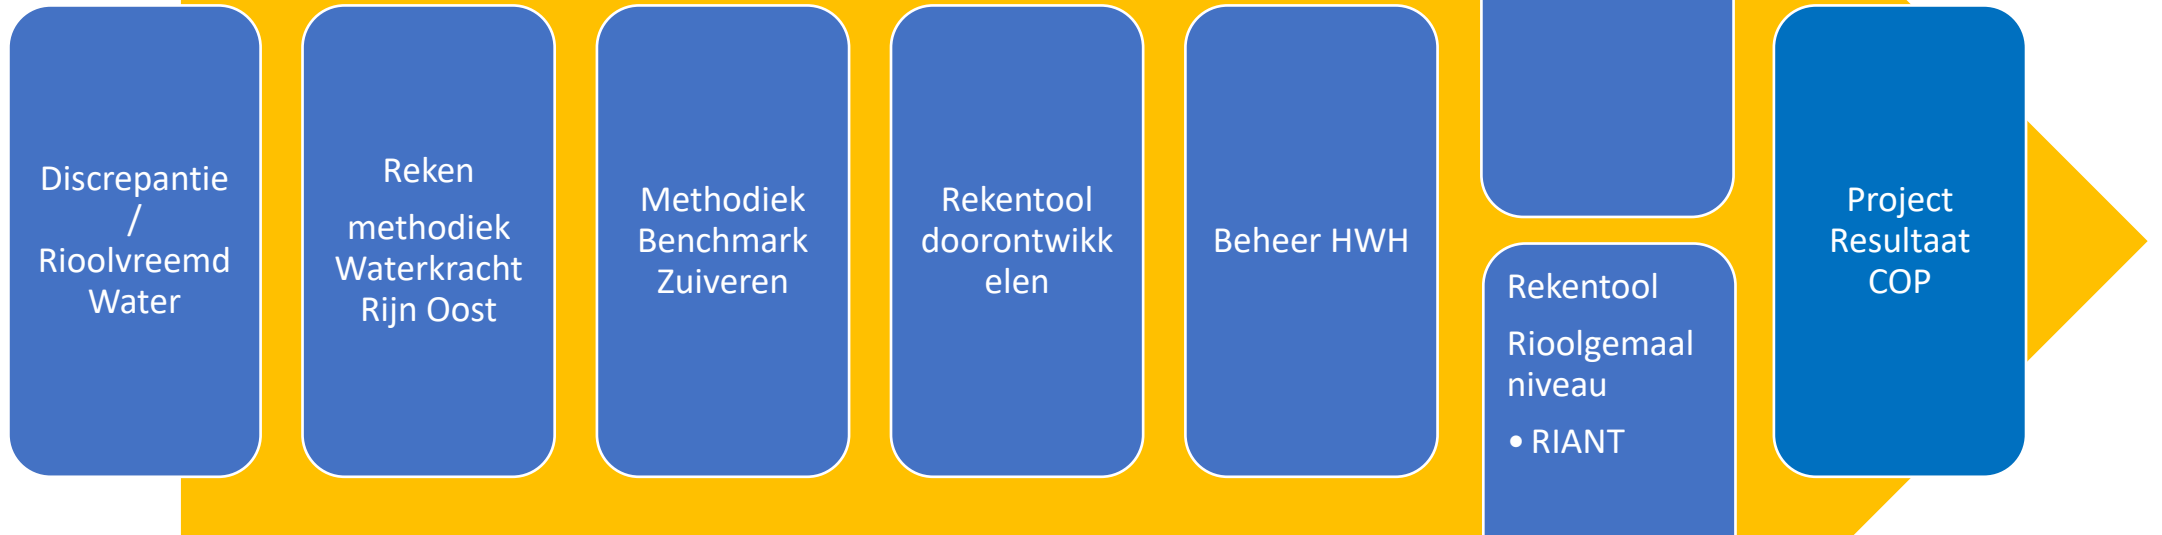 Discrepantie
/
Rioolvreemd
Water
Reken
methodiek
Waterkracht
Rijn Oost
Methodiek
Benchmark
Zuiveren
Rekentool
doorontwikk
elen
Beheer HWH
Rekentool
Rioolgemaal
niveau
• RIANT
Project
Resultaat
COP